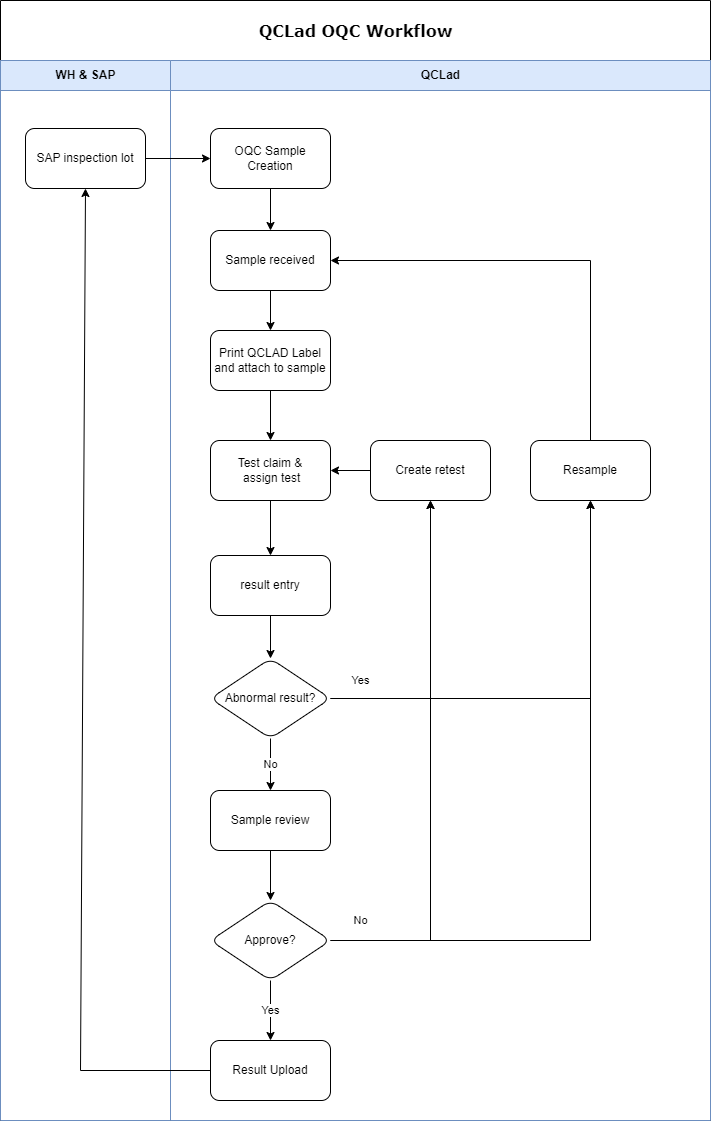 QCLad OQC Workflow
WH & SAP
QCLad
SAP inspection lot
OQC Sample
Creation
Sample received
Print QCLAD Label
and attach to sample
Test claim &
assign test
Create retest
Resample
result entry
Abnormal result?
Yes
No
Sample review
Approve?
No
Yes
Result Upload